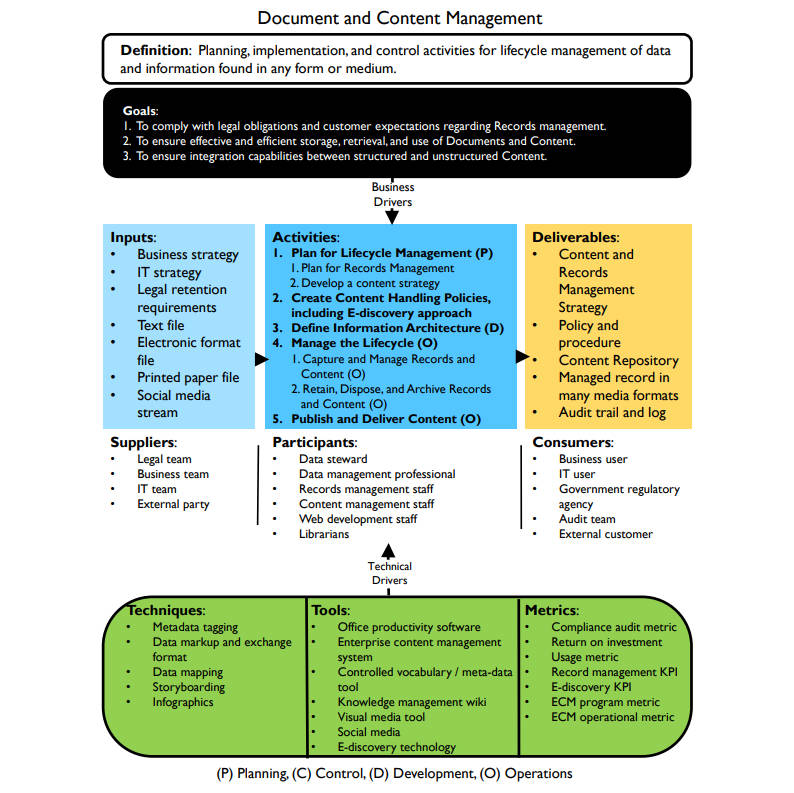 Document and Content Management
Definition: Planning, implementation, and control activities for lifecycle management of data
and information found in any form or medium.
Goals:
1. To comply with legal obligations and customer expectations regarding Records management.
2. To ensure effective and efficient storage, retrieval, and use of Documents and Content.
3. To ensure integration capabilities between structured and unstructured Content.
Business
Drivers
Inputs:
• Business strategy
• IT strategy
• Legal retention
requirements
• Text file
• Electronic format
file
• Printed paper file
• Social media
stream
Activities:
1. Plan for Lifecycle Management (P)
1. Plan for Records Management
2. Develop a content strategy
2. Create Content Handling Policies,
including E-discovery approach
3. Define Information Architecture (D)
4. Manage the Lifecycle (O)
1. Capture and Manage Records and
Content (O)
2. Retain, Dispose, and Archive Records
and Content (O)
5. Publish and Deliver Content (O)
Deliverables:
• Content and
Records
Management
Strategy
• Policy and
procedure
• Content Repository
• Managed record in
many media formats
• Audit trail and log
Suppliers:
• Legal team
• Business team
• IT team
• External party
Participants:
• Data steward
• Data management professional
• Records management staff
• Content management staff
• Web development staff
• Librarians
Consumers:
• Business user
• IT user
• Government regulatory
agency
• Audit team
• External customer
Technical
Drivers
Techniques:
• Metadata tagging
• Data markup and exchange
format
• Data mapping
• Storyboarding
• Infographics
Tools:
• Office productivity software
• Enterprise content management
system
• Controlled vocabulary / meta-data
tool
• Knowledge management wiki
• Visual media tool
• Social media
• E-discovery technology
Metrics:
• Compliance audit metric
• Return on investment
• Usage metric
• Record management KPI
• E-discovery KPI
• ECM program metric
• ECM operational metric
(P) Planning, (C) Control, (D) Development, (O) Operations